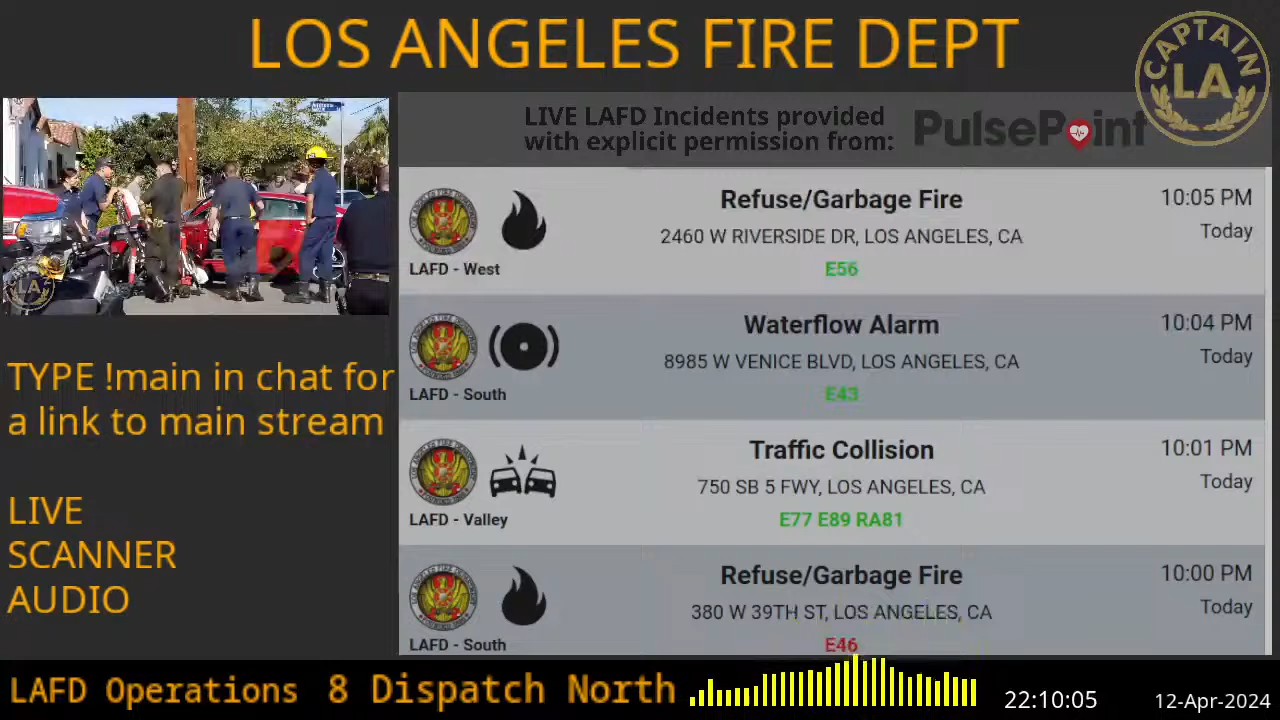 LOS ANGELES FIRE DEPT
CAPTAIN
LA
LIVE LAFD Incidents provided
with explicit permission from:
PulsePoint
Refuse/Garbage Fire
10:05 PM
2460 W RIVERSIDE DR, LOS ANGELES, CA
Today
E56
LAFD - West
Waterflow Alarm
10:04 PM
8985 W VENICE BLVD, LOS ANGELES, CA
Today
E43
LAFD - South
Traffic Collision
10:01 PM
750 SB 5 FWY, LOS ANGELES, CA
Today
E77 E89 RA81
LAFD - Valley
Refuse/Garbage Fire
10:00 PM
380 W 39TH ST, LOS ANGELES, CA
Today
E46
LAFD - South
LA
TYPE !main in chat for
a link to main stream
LIVE
SCANNER
AUDIO
LAFD Operations 8 Dispatch North
22:10:05
12-Apr-2024